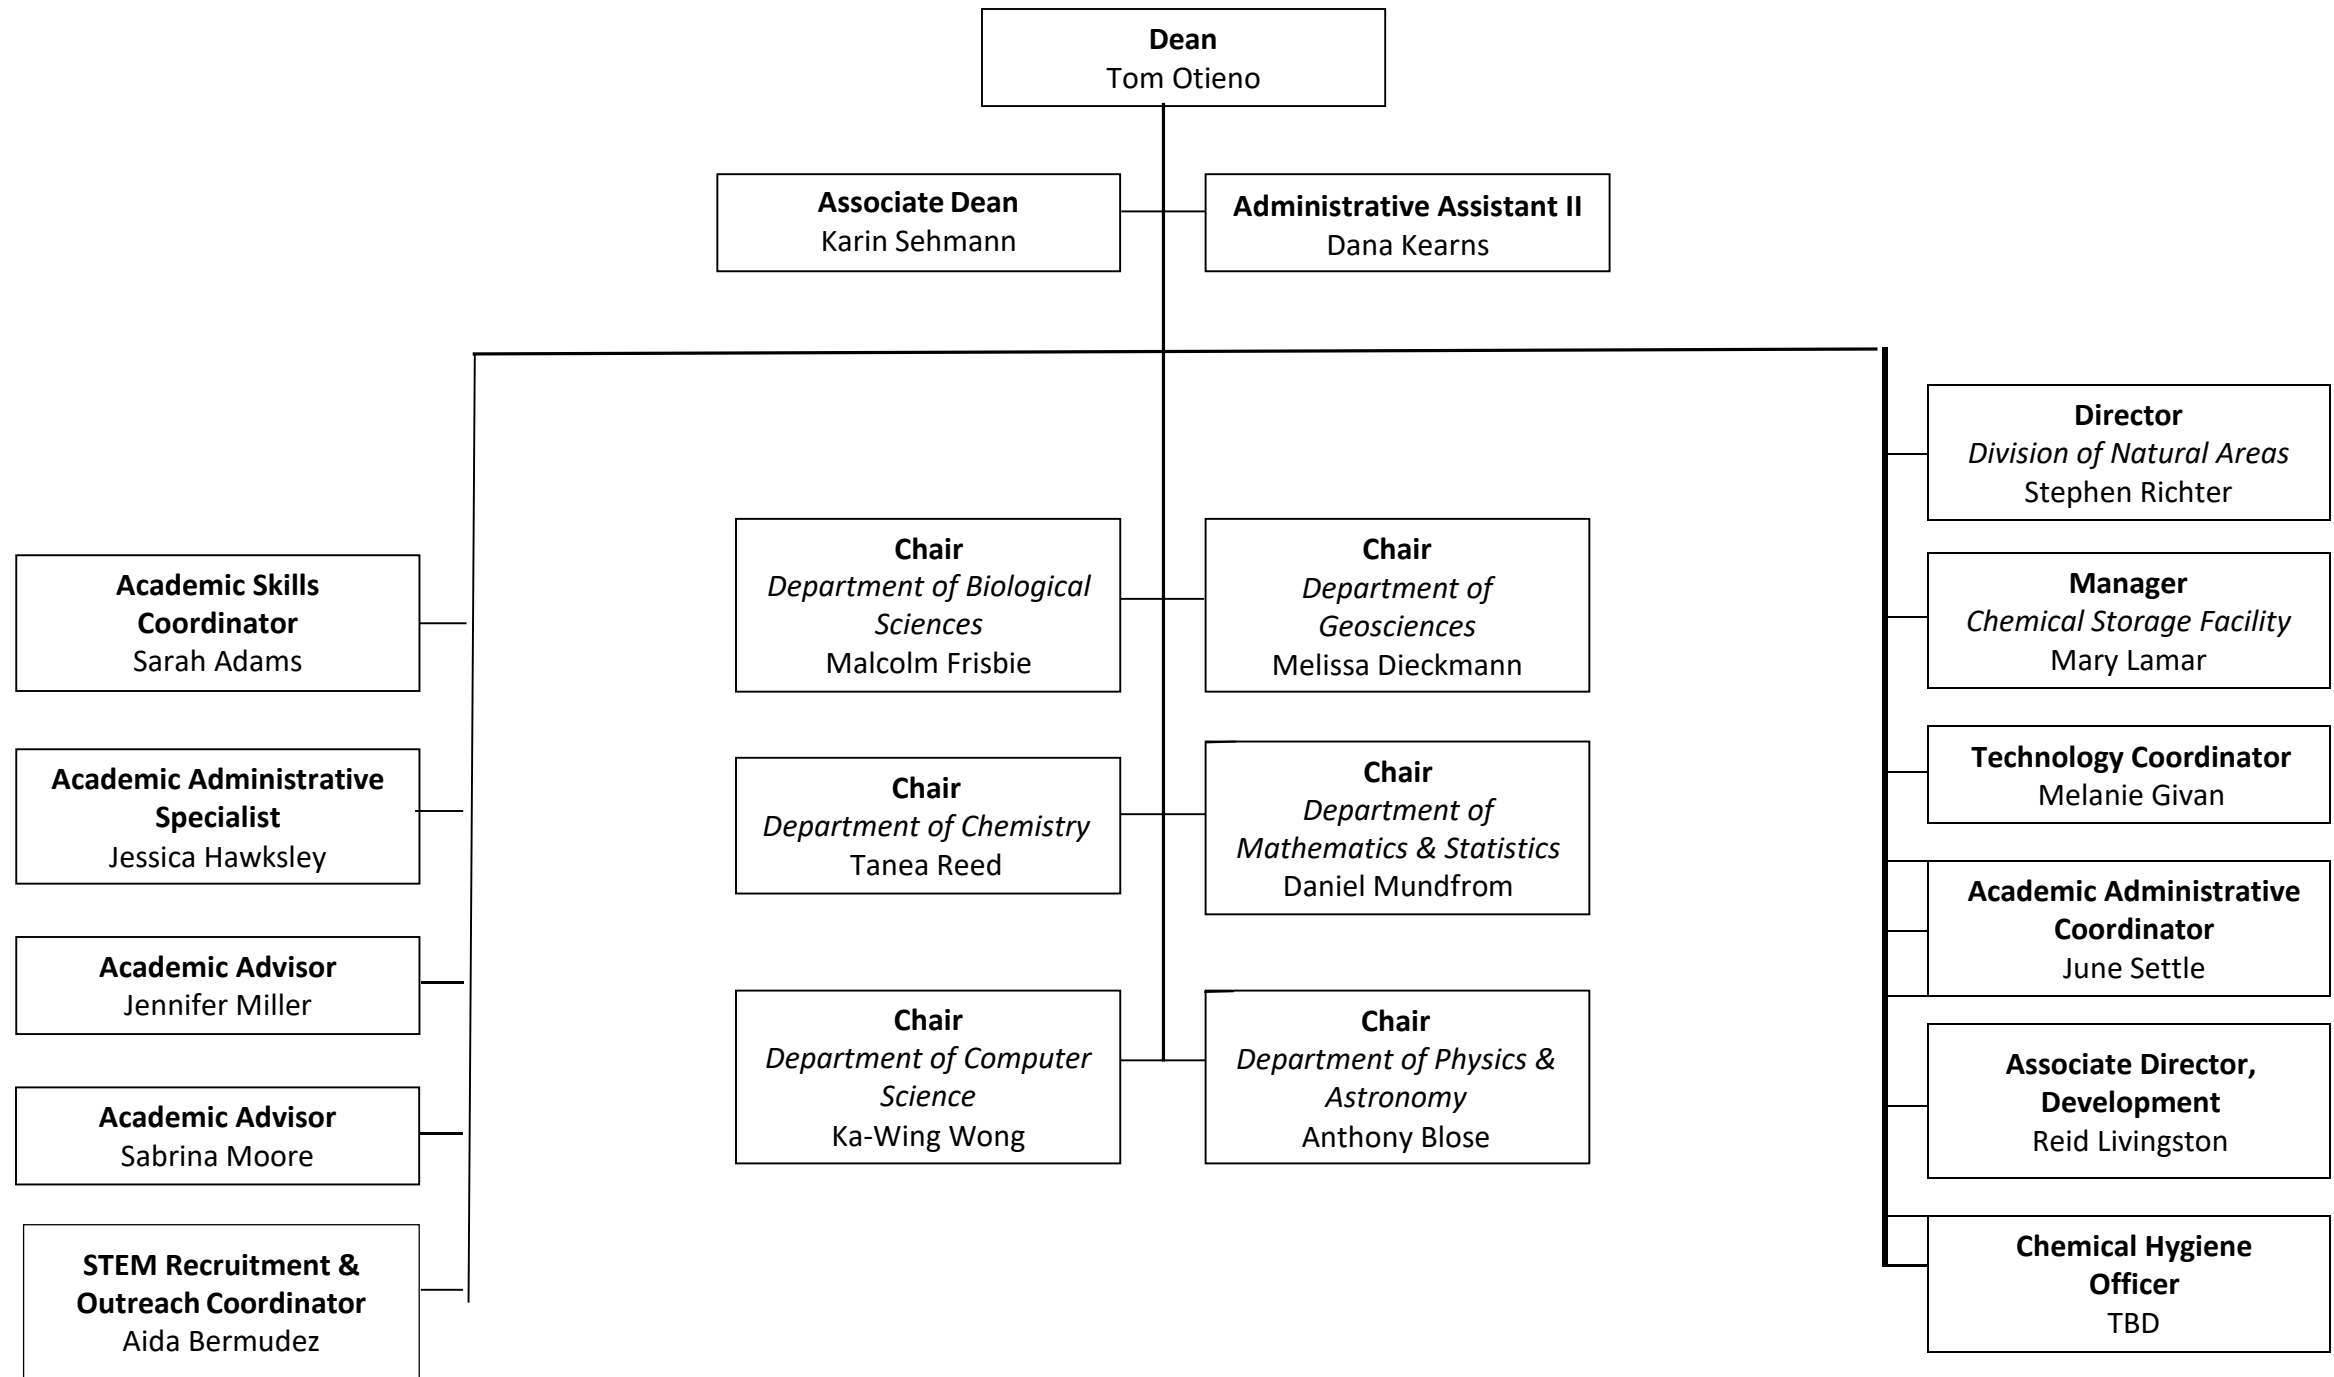 Dean
Tom Otieno
Associate Dean
Karin Sehmann
Administrative Assistant II
Dana Kearns
Academic Skills
Coordinator
Sarah Adams
Academic Administrative
Specialist
Jessica Hawksley
Academic Advisor
Jennifer Miller
Academic Advisor
Sabrina Moore
STEM Recruitment &
Outreach Coordinator
Aida Bermudez
Chair
Department of Biological
Sciences
Malcolm Frisbie
Chair
Department of
Geosciences
Melissa Dieckmann
Chair
Department of Chemistry
Tanea Reed
Chair
Department of
Mathematics & Statistics
Daniel Mundfrom
Chair
Department of Computer
Science
Ka-Wing Wong
Chair
Department of Physics &
Astronomy
Anthony Blose
Director
Division of Natural Areas
Stephen Richter
Manager
Chemical Storage Facility
Mary Lamar
Technology Coordinator
Melanie Givan
Academic Administrative
Coordinator
June Settle
Associate Director,
Development
Reid Livingston
Chemical Hygiene
Officer
TBD